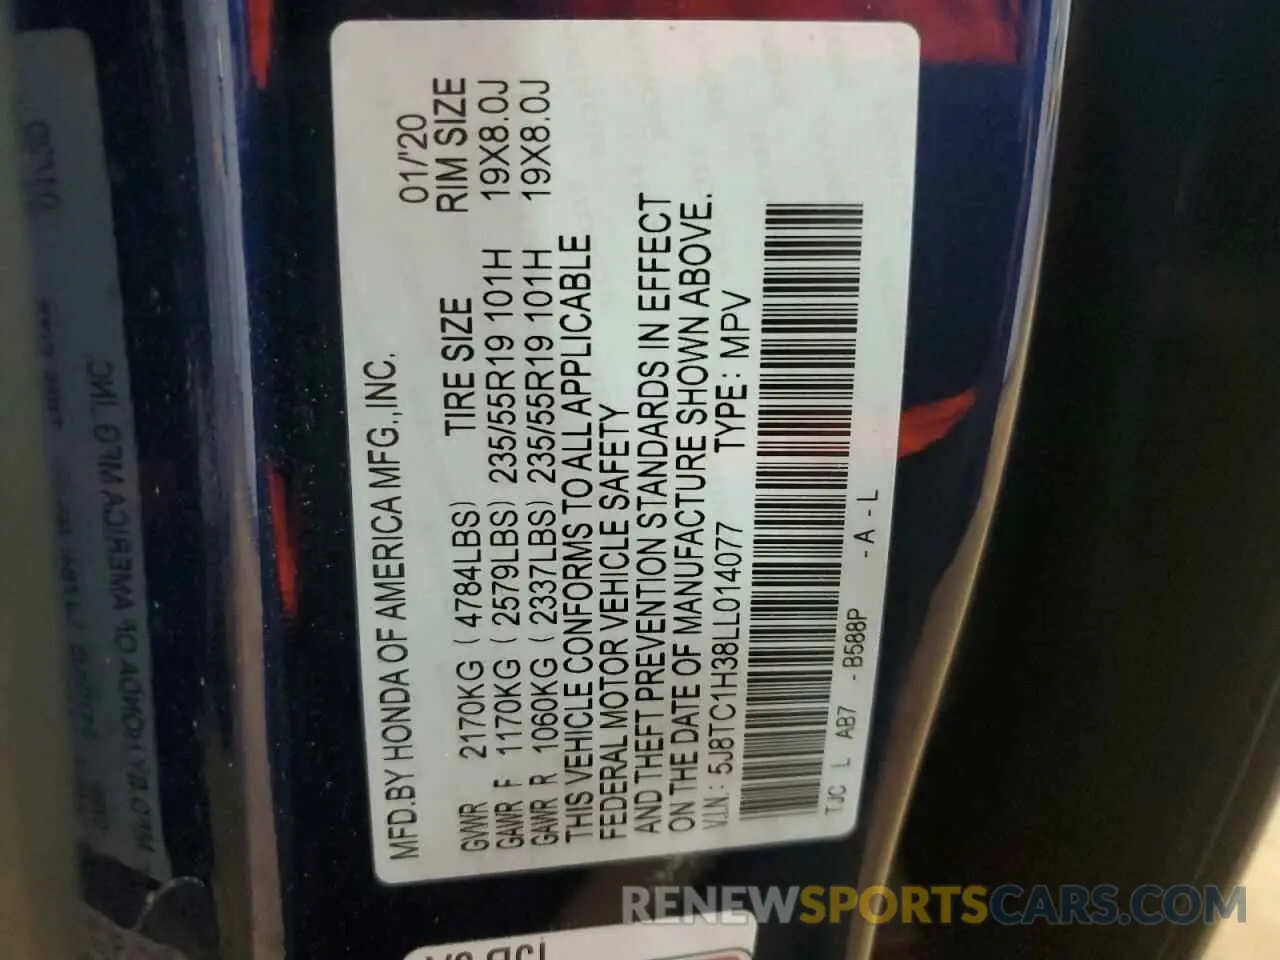 MFD.BY HONDA OF AMERICA MFG.,INC. 01/'20
TIRE SIZE RIM SIZE
GVWR 2170KG ( 4784LBS)
GAWR F 1170KG ( 2579LBS) 235/55R19 101H 19X8.0J
GAWR R 1060KG ( 2337LBS) 235/55R19 101H 19X8.0J
THIS VEHICLE CONFORMS TO ALL APPLICABLE
FEDERAL MOTOR VEHICLE SAFETY
AND THEFT PREVENTION STANDARDS IN EFFECT
ON THE DATE OF MANUFACTURE SHOWN ABOVE.
V.I.N.: 5J8TC1H38LL014077 TYPE: MPV
TJC L AB7 -B588P -A-L
RENEWSPORTSCARS.COM